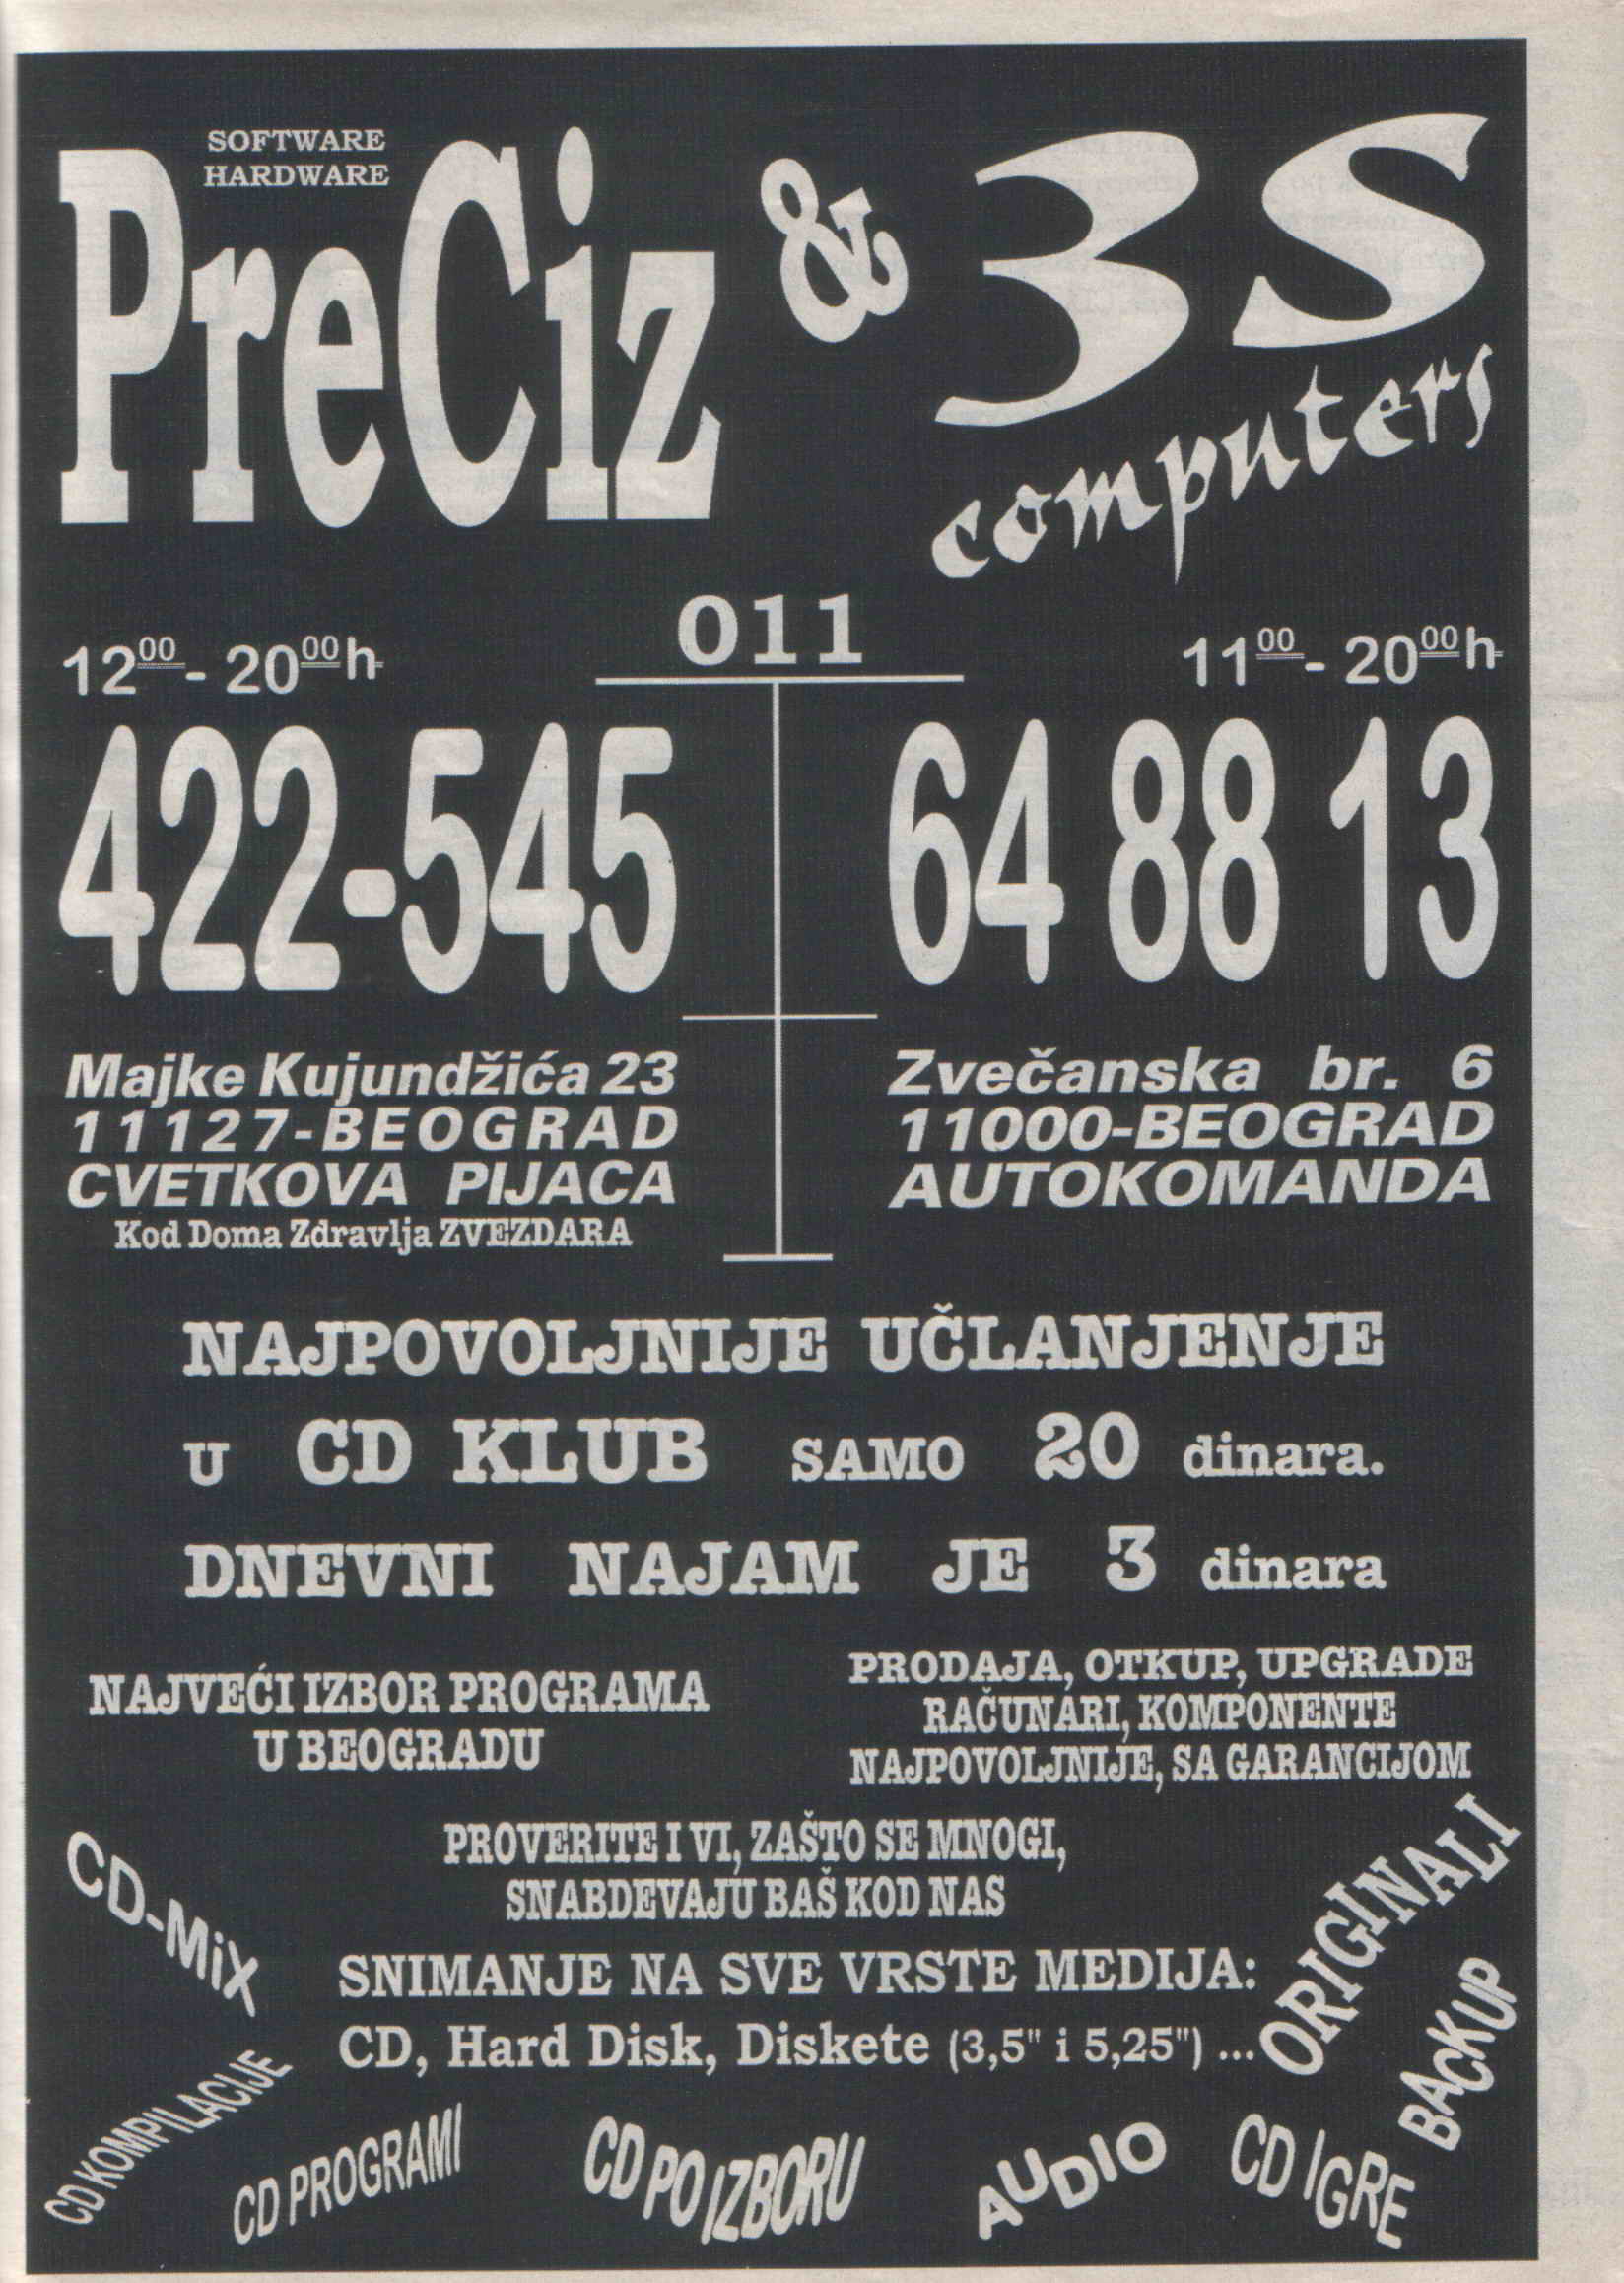 SOFTWARE
HARDWARE
PreCiz & 3S
computers
011
12⁰⁰ - 20⁰⁰ h
422-545
Majke Kujundžića 23
11127-BEOGRAD
CVETKOVA PIJACA
Kod Doma Zdravlja ZVEZDARA
11⁰⁰ - 20⁰⁰ h
64 88 13
Zvečanska br. 6
11000-BEOGRAD
AUTOKOMANDA
NAJPOVOLJNIJE UČLANJENJE
U CD KLUB SAMO 20 dinara.
DNEVNI NAJAM JE 3 dinara
NAJVEĆI IZBOR PROGRAMA
U BEOGRADU
PRODAJA, OTKUP, UPGRADE
RAČUNARI, KOMPONENTE
NAJPOVOLJNIJE, SA GARANCIJOM
PROVERITE I VI, ZAŠTO SE MNOGI,
SNABDEVAJU BAŠ KOD NAS
SNIMANJE NA SVE VRSTE MEDIJA:
CD, Hard Disk, Diskete (3,5" i 5,25") ...
CD-MiX
CD KOMPILACIJE
CD PROGRAMI
CD PO IZBORU
AUDIO
CD IGRE
BACKUP
ORIGINALI